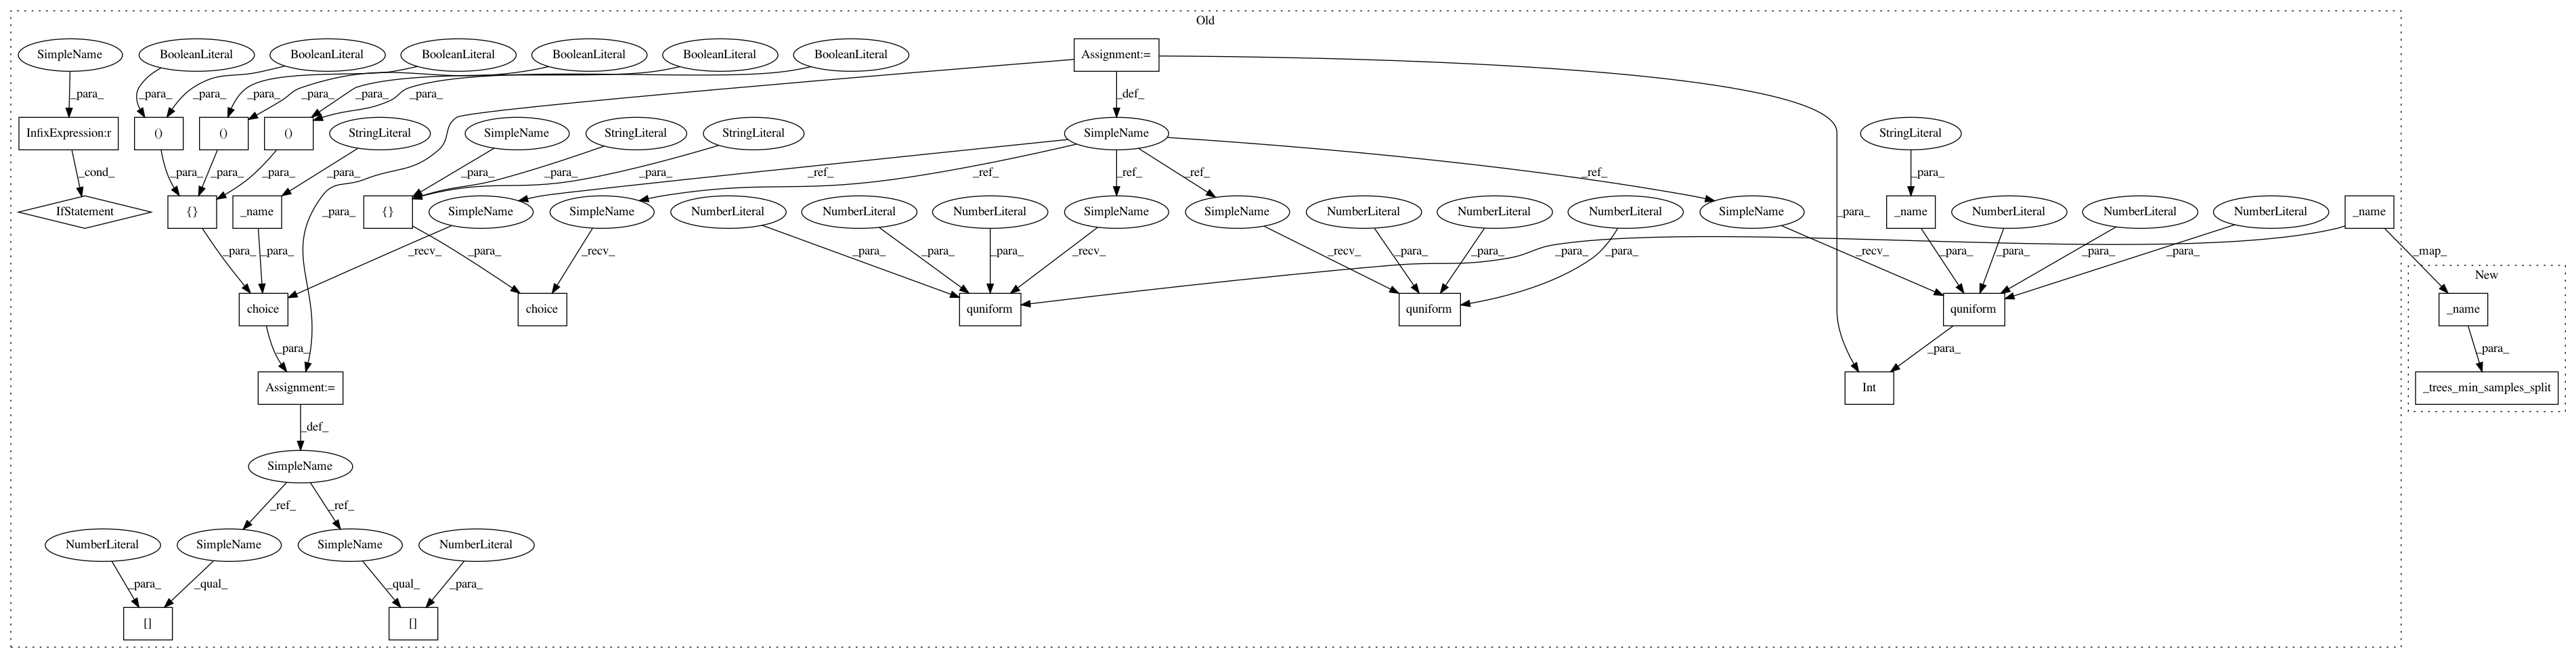 Old
SimpleName BooleanLiteral BooleanLiteral BooleanLiteral BooleanLiteral BooleanLiteral BooleanLiteral Assignment:=
_para_ _para_ _para_ _para_ _para_ _para_ _def_
InfixExpression:r () () () StringLiteral SimpleName StringLiteral StringLiteral SimpleName StringLiteral
_cond_ _para_ _para_ _para_ _para_ _para_ _para_ _para_ _ref_ _ref_ _ref_ _ref_ _ref_ _para_
IfStatement {} _name _para_ {} SimpleName SimpleName NumberLiteral NumberLiteral NumberLiteral SimpleName SimpleName NumberLiteral NumberLiteral NumberLiteral SimpleName _para_ _name NumberLiteral NumberLiteral NumberLiteral _name
_para_ _para_ _recv_ _para_ _recv_ _para_ _para_ _para_ _recv_ _recv_ _para_ _para_ _para_ _para_ _recv_ _para_ _para_ _para_ _para_ _map_
New
choice choice quniform quniform quniform _name
_para_ _para_ _para_
Assignment:= Int _trees_min_samples_split
_def_
SimpleName
_ref_ _ref_
NumberLiteral SimpleName SimpleName NumberLiteral
_para_ _qual_ _qual_ _para_
[] []